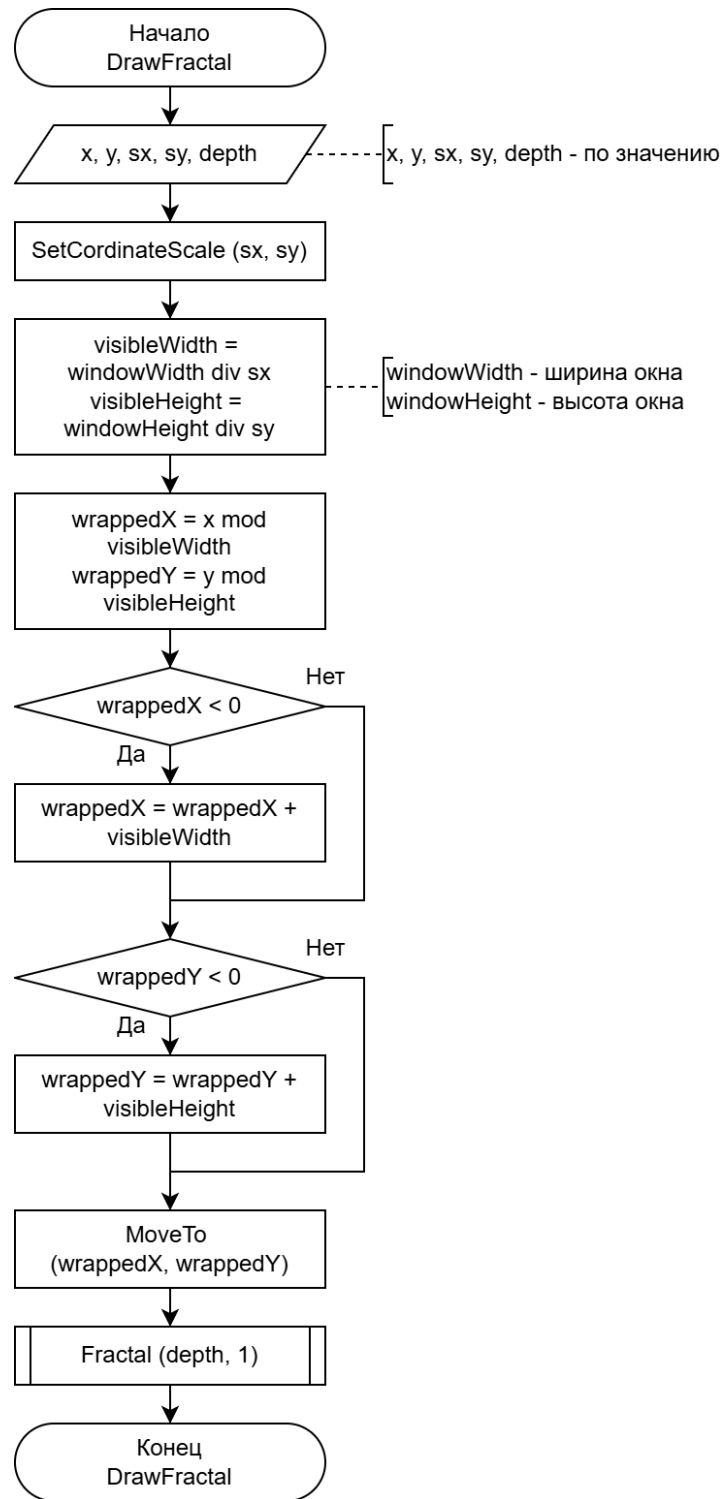 Начало
DrawFractal
x, y, sx, sy, depth
x, y, sx, sy, depth - по значению
SetCordinateScale (sx, sy)
visibleWidth =
windowWidth div sx
visibleHeight =
windowHeight div sy
windowWidth - ширина окна
windowHeight - высота окна
wrappedX = x mod
visibleWidth
wrappedY = y mod
visibleHeight
Нет
wrappedX < 0
Да
wrappedX = wrappedX +
visibleWidth
Нет
wrappedY < 0
Да
wrappedY = wrappedY +
visibleHeight
MoveTo
(wrappedX, wrappedY)
Fractal (depth, 1)
Конец
DrawFractal